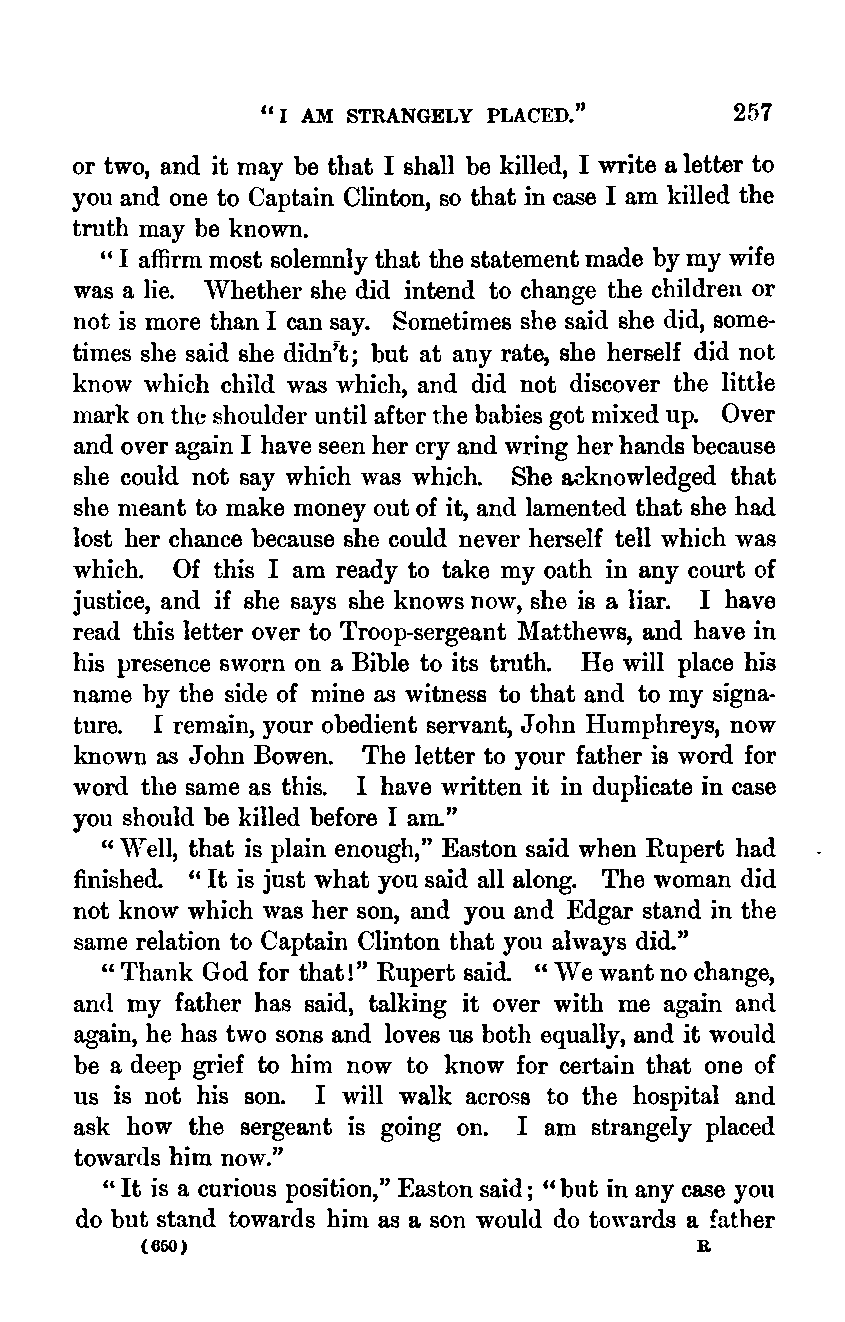 "I AM STRANGELY PLACED." 257
or two, and it may be that I shall be killed, I write a letter to
you and one to Captain Clinton, so that in case I am killed the
truth may be known.
"I affirm most solemnly that the statement made by my wife
was a lie. Whether she did intend to change the children or
not is more than I can say. Sometimes she said she did, some-
times she said she didn't; but at any rate, she herself did not
know which child was which, and did not discover the little
mark on the shoulder until after the babies got mixed up. Over
and over again I have seen her cry and wring her hands because
she could not say which was which. She acknowledged that
she meant to make money out of it, and lamented that she had
lost her chance because she could never herself tell which was
which. Of this I am ready to take my oath in any court of
justice, and if she says she knows now, she is a liar. I have
read this letter over to Troop-sergeant Matthews, and have in
his presence sworn on a Bible to its truth. He will place his
name by the side of mine as witness to that and to my signa-
ture. I remain, your obedient servant, John Humphreys, now
known as John Bowen. The letter to your father is word for
word the same as this. I have written it in duplicate in case
you should be killed before I am."
"Well, that is plain enough," Easton said when Rupert had
finished. "It is just what you said all along. The woman did
not know which was her son, and you and Edgar stand in the
same relation to Captain Clinton that you always did."
"Thank God for that!" Rupert said. "We want no change,
and my father has said, talking it over with me again and
again, he has two sons and loves us both equally, and it would
be a deep grief to him now to know for certain that one of
us is not his son. I will walk across to the hospital and
ask how the sergeant is going on. I am strangely placed
towards him now."
"It is a curious position," Easton said; "but in any case you
do but stand towards him as a son would do towards a father
(650) R